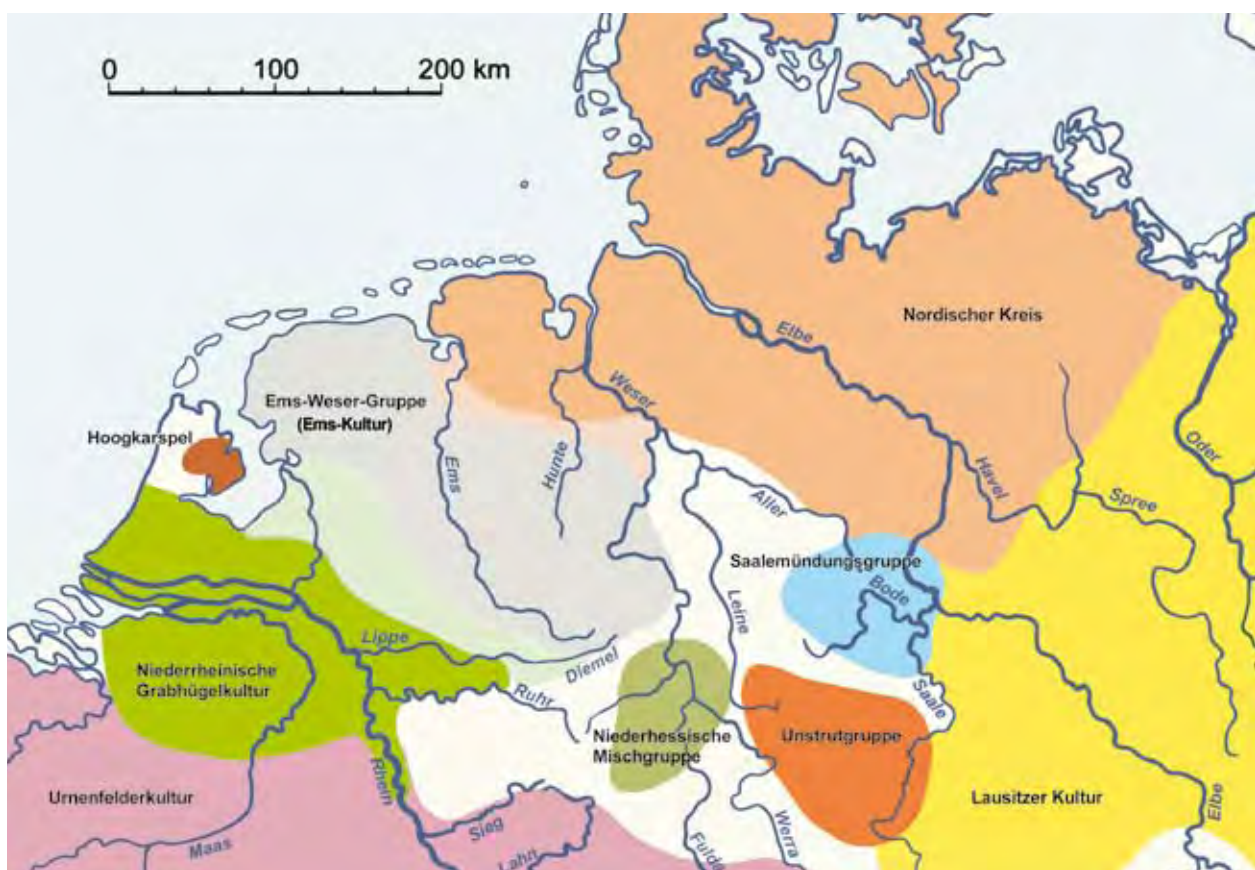 0 100 200 km
Nordischer Kreis
Elbe
Weser
Ems-Weser-Gruppe
(Ems-Kultur)
Hoogkarspel
Ems
Hunte
Havel
Oder
Aller
Spree
Saalemündungsgruppe
Bode
Leine
Lippe
Diemel
Niederrheinische
Grabhügelkultur
Ruhr
Saale
Niederhessische
Mischgruppe
Unstrutgruppe
Rhein
Urnenfelderkultur
Lausitzer Kultur
Elbe
Sieg
Maas
Lahn
Fulda
Werra